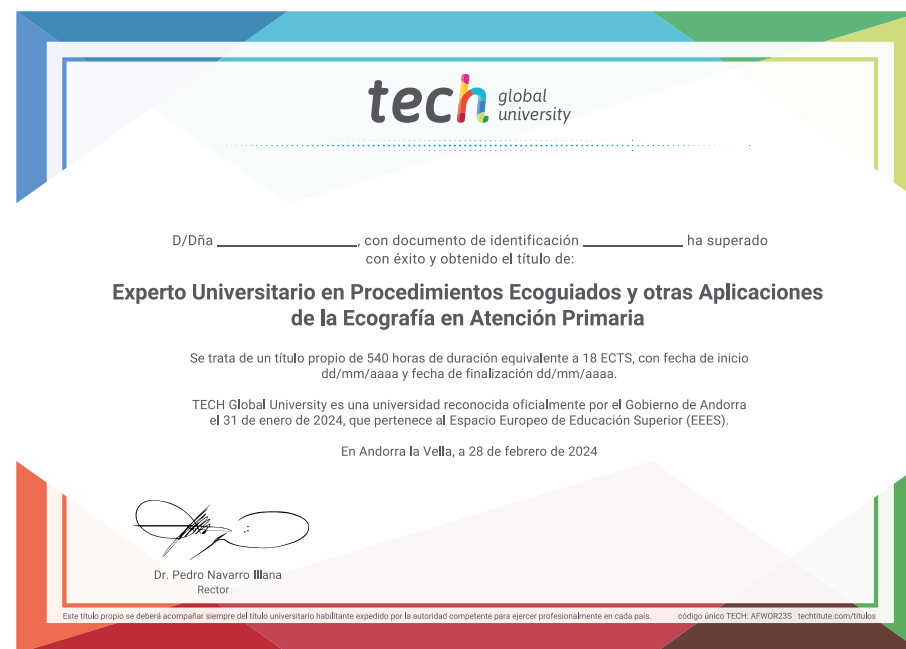 tech global university
D/Dña ____________________, con documento de identificación ______________ ha superado
con éxito y obtenido el título de:
Experto Universitario en Procedimientos Ecoguiados y otras Aplicaciones
de la Ecografía en Atención Primaria
Se trata de un título propio de 540 horas de duración equivalente a 18 ECTS, con fecha de inicio
dd/mm/aaaa y fecha de finalización dd/mm/aaaa.
TECH Global University es una universidad reconocida oficialmente por el Gobierno de Andorra
el 31 de enero de 2024, que pertenece al Espacio Europeo de Educación Superior (EEES).
En Andorra la Vella, a 28 de febrero de 2024
Dr. Pedro Navarro Illana
Rector
Este título propio se deberá acompañar siempre del título universitario habilitante expedido por la autoridad competente para ejercer profesionalmente en cada país. código único TECH: AFWOR23S techtitute.com/titulos